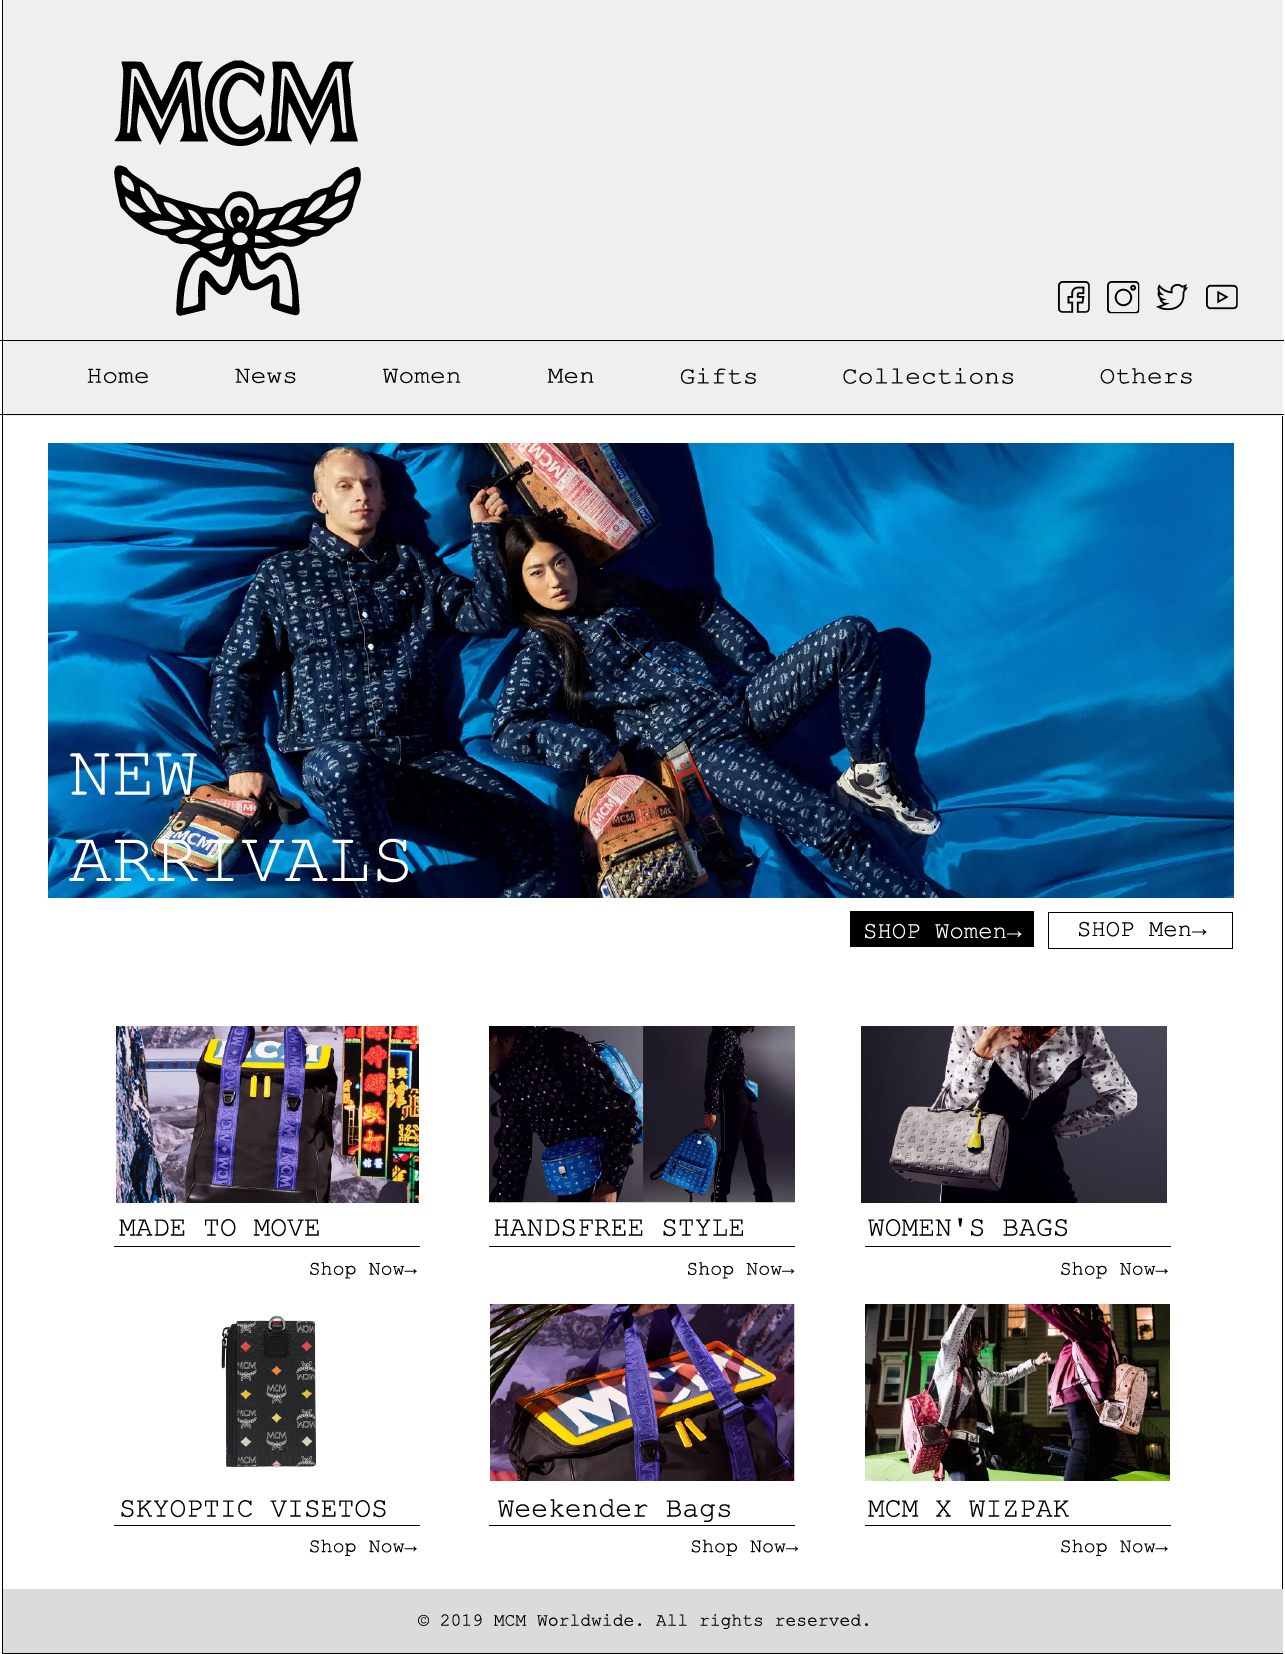 MCM
Home News Women Men Gifts Collections Others
NEW
ARRIVALS
SHOP Women→ SHOP Men→
MADE TO MOVE HANDSFREE STYLE WOMEN'S BAGS
Shop Now→ Shop Now→ Shop Now→
SKYOPTIC VISETOS Weekender Bags MCM X WIZPAK
Shop Now→ Shop Now→ Shop Now→
© 2019 MCM Worldwide. All rights reserved.